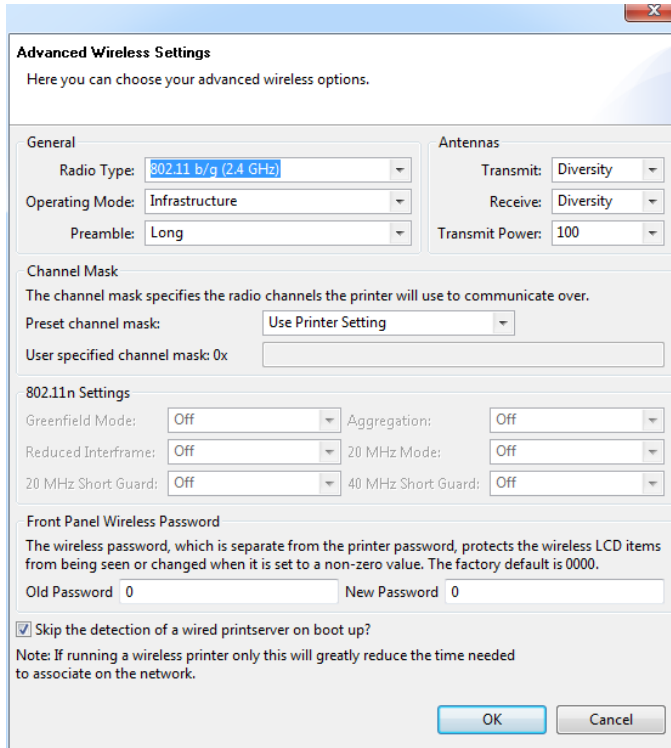 Advanced Wireless Settings
Here you can choose your advanced wireless options.
General
Radio Type: 802.11 b/g (2.4 GHz)
Operating Mode: Infrastructure
Preamble: Long
Antennas
Transmit: Diversity
Receive: Diversity
Transmit Power: 100
Channel Mask
The channel mask specifies the radio channels the printer will use to communicate over.
Preset channel mask: Use Printer Setting
User specified channel mask: 0x
802.11n Settings
Greenfield Mode: Off Aggregation: Off
Reduced Interframe: Off 20 MHz Mode: Off
20 MHz Short Guard: Off 40 MHz Short Guard: Off
Front Panel Wireless Password
The wireless password, which is separate from the printer password, protects the wireless LCD items
from being seen or changed when it is set to a non-zero value. The factory default is 0000.
Old Password 0 New Password 0
Skip the detection of a wired printserver on boot up?
Note: If running a wireless printer only this will greatly reduce the time needed
to associate on the network.
OK Cancel